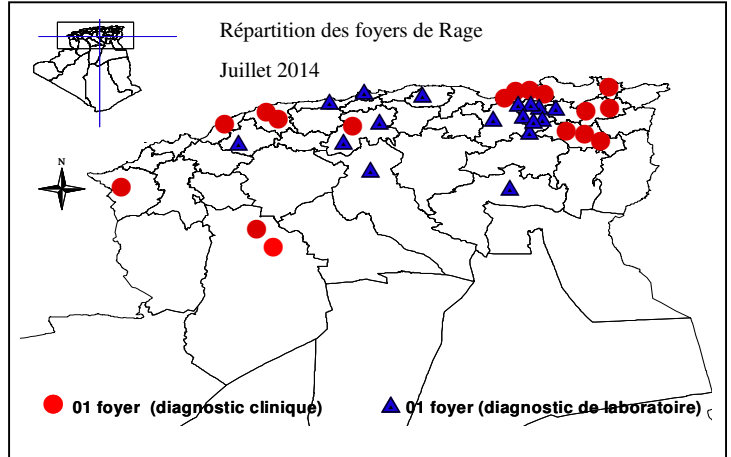 Répartition des foyers de Rage
Juillet 2014
N
01 foyer (diagnostic clinique)
01 foyer (diagnostic de laboratoire)